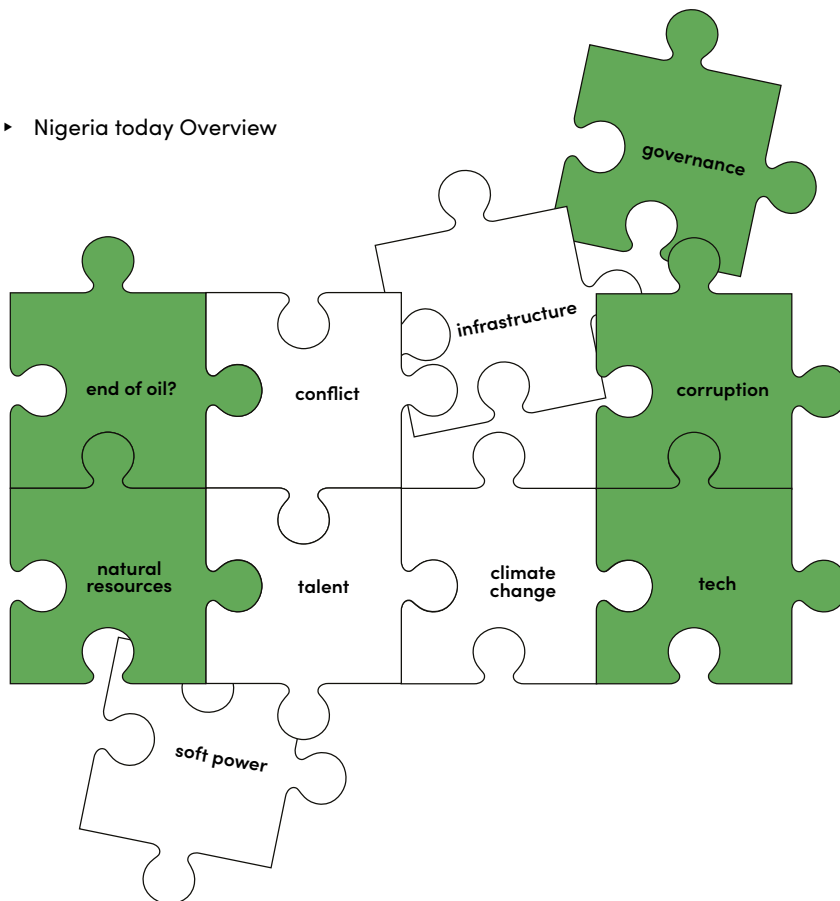 ▸ Nigeria today Overview
governance
infrastructure
end of oil?
conflict
corruption
natural
resources
talent
climate
change
tech
soft power